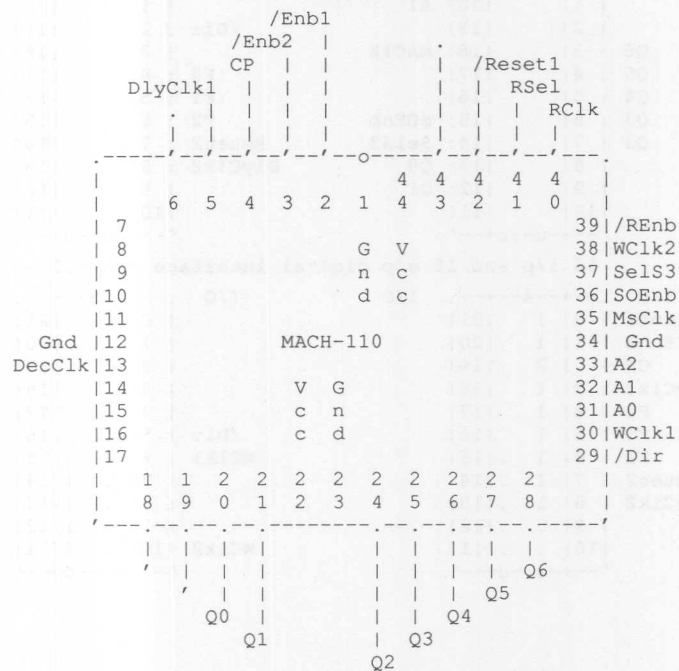 /Enb1
/Enb2
CP /Reset1
DlyClk1 RSel
RClk
4 4 4 4 4
6 5 4 3 2 1 4 3 2 1 0
7 39 /REnb
8 G V 38 WClk2
9 n c 37 SelS3
10 d c 36 SOEnb
11 35 MsClk
Gnd 12 MACH-110 34 Gnd
DecClk 13 33 A2
14 V G 32 A1
15 c n 31 A0
16 c d 30 WClk1
17 29 /Dir
1 1 2 2 2 2 2 2 2 2 2
8 9 0 1 2 3 4 5 6 7 8
Q6
Q5
Q0 Q4
Q1 Q3
Q2